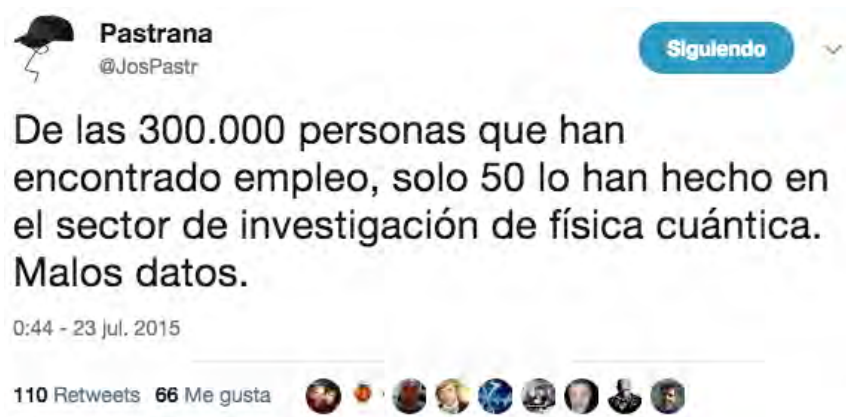 Pastrana
@JosPastr
Siguiendo
De las 300.000 personas que han
encontrado empleo, solo 50 lo han hecho en
el sector de investigación de física cuántica.
Malos datos.
0:44 - 23 jul. 2015
110 Retweets 66 Me gusta